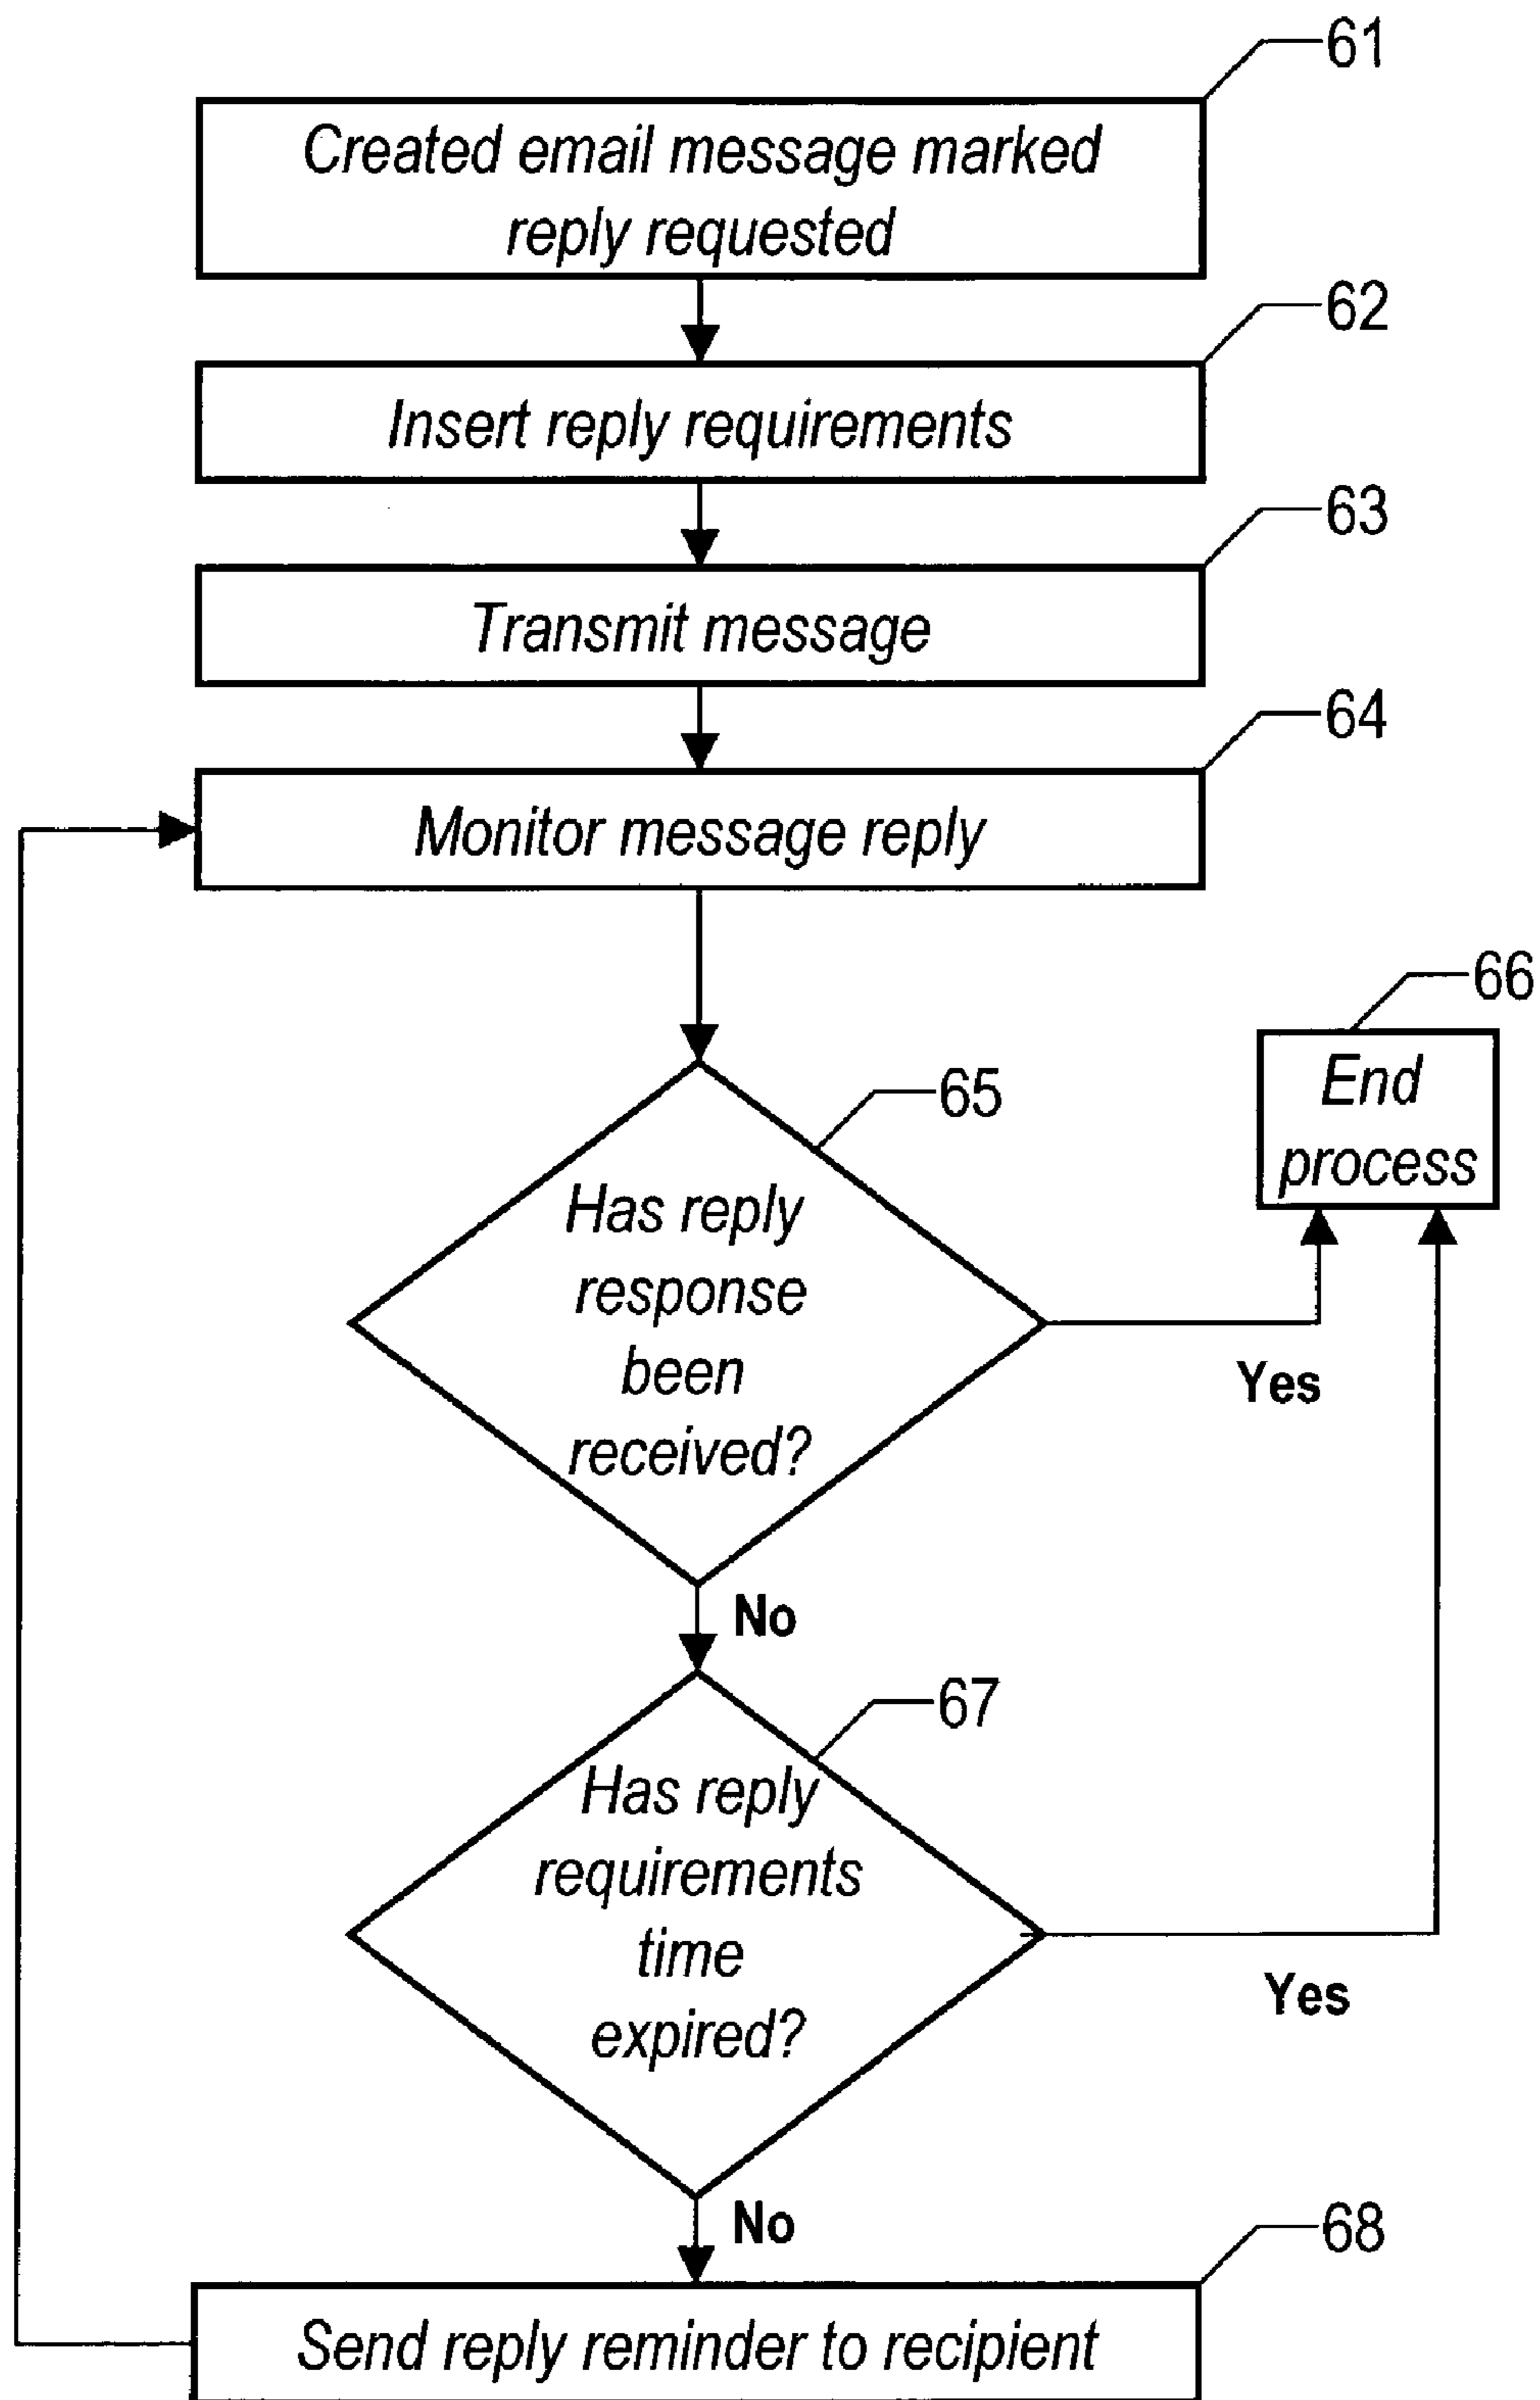 61
Created email message marked
reply requested
62
Insert reply requirements
63
Transmit message
64
Monitor message reply
66
End
process
65
Has reply
response
been
received?
Yes
No
67
Has reply
requirements
time
expired?
Yes
No
68
Send reply reminder to recipient